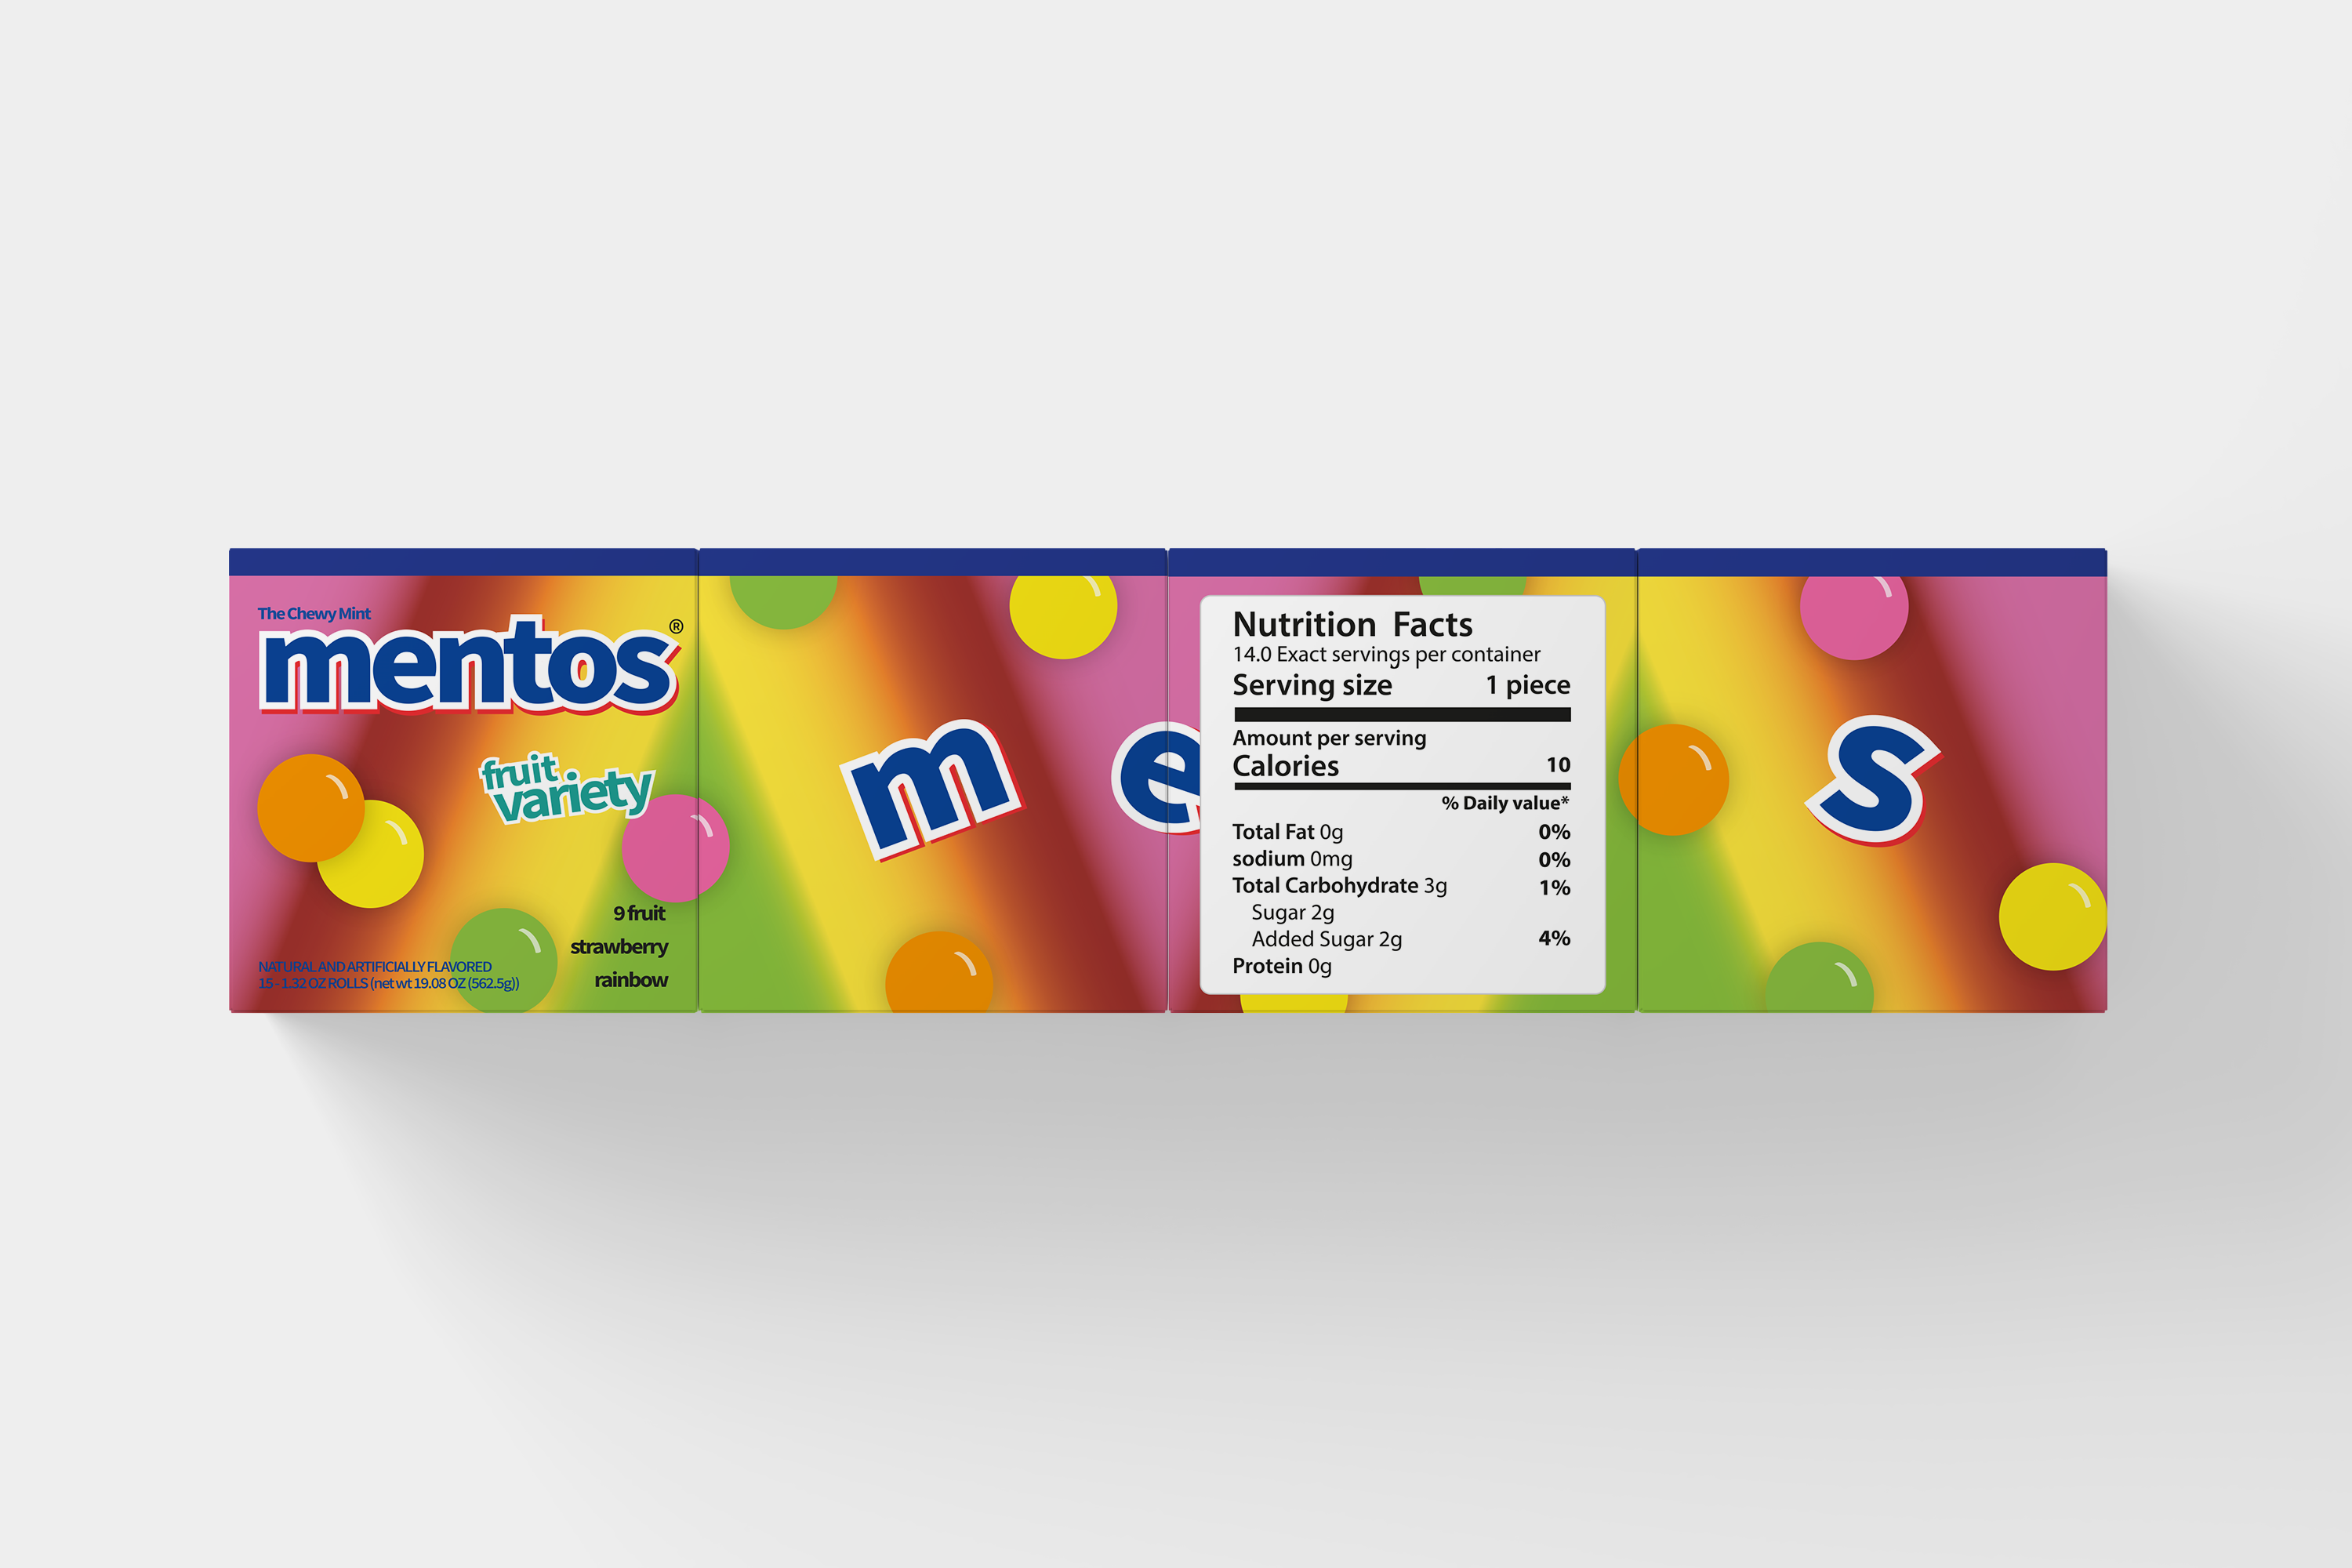 The Chewy Mint
mentos®
fruit
variety
9 fruit
strawberry
rainbow
NATURAL AND ARTIFICIALLY FLAVORED
15 - 1.32 OZ ROLLS (net wt 19.08 OZ (562.5g))
m
e
Nutrition Facts
14.0 Exact servings per container
Serving size 1 piece
Amount per serving
Calories 10
% Daily value*
Total Fat 0g 0%
sodium 0mg 0%
Total Carbohydrate 3g 1%
Sugar 2g
Added Sugar 2g 4%
Protein 0g
s